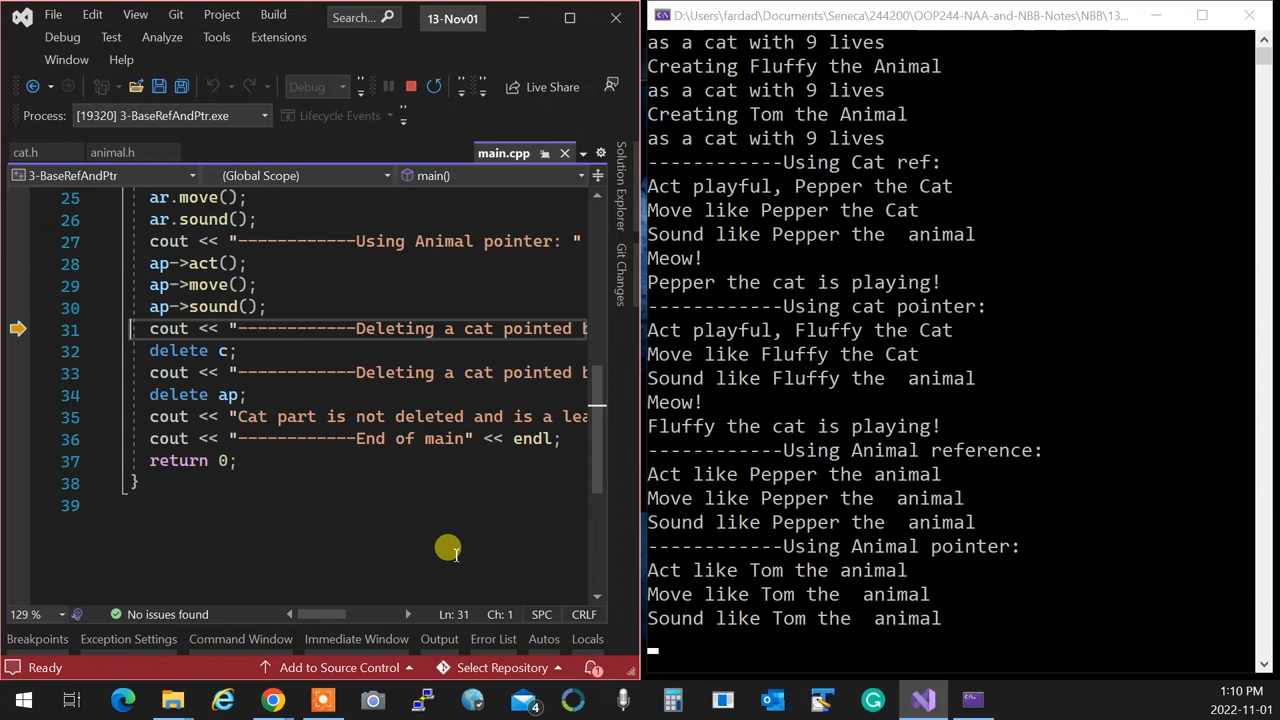 File Edit View Git Project Build
Search...
13-Nov01
Debug Test Analyze Tools Extensions
Window Help
Debug
Live Share
Process: [19320] 3-BaseRefAndPtr.exe
Lifecycle Events
cat.h
animal.h
main.cpp
3-BaseRefAndPtr
(Global Scope)
main()
25 ar.move();
26 ar.sound();
27 cout << "------------Using Animal pointer: "
28 ap->act();
29 ap->move();
30 ap->sound();
31 cout << "------------Deleting a cat pointed b
32 delete c;
33 cout << "------------Deleting a cat pointed b
34 delete ap;
35 cout << "Cat part is not deleted and is a lea
36 cout << "------------End of main" << endl;
37 return 0;
38 }
39
Solution Explorer
Git Changes
129 %
No issues found
Ln: 31
Ch: 1
SPC
CRLF
Breakpoints Exception Settings Command Window Immediate Window Output Error List Autos Locals
Ready
Add to Source Control
Select Repository
1
D:\Users\fardad\Documents\Seneca\244200\OOP244-NAA-and-NBB-Notes\NBB\13...
as a cat with 9 lives
Creating Fluffy the Animal
as a cat with 9 lives
Creating Tom the Animal
as a cat with 9 lives
------------Using Cat ref:
Act playful, Pepper the Cat
Move like Pepper the Cat
Sound like Pepper the  animal
Meow!
Pepper the cat is playing!
------------Using cat pointer:
Act playful, Fluffy the Cat
Move like Fluffy the Cat
Sound like Fluffy the  animal
Meow!
Fluffy the cat is playing!
------------Using Animal reference:
Act like Pepper the animal
Move like Pepper the  animal
Sound like Pepper the  animal
------------Using Animal pointer:
Act like Tom the animal
Move like Tom the  animal
Sound like Tom the  animal
4
1:10 PM
2022-11-01